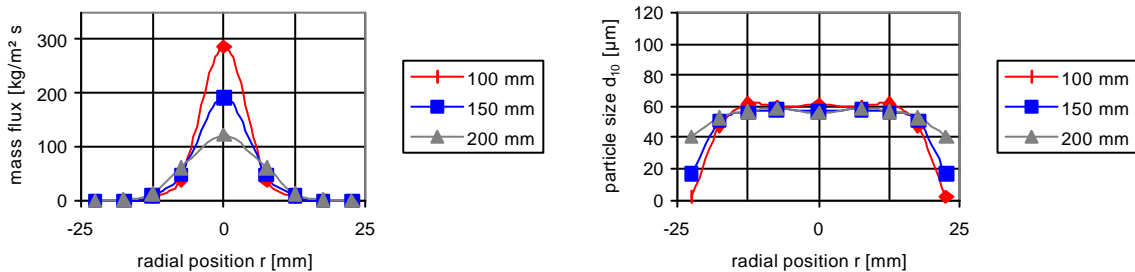 mass flux [kg/m² s]
300
200
100
0
-25
0
25
radial position r [mm]
100 mm
150 mm
200 mm
particle size d₁₀ [µm]
120
100
80
60
40
20
0
-25
0
25
radial position r [mm]
100 mm
150 mm
200 mm